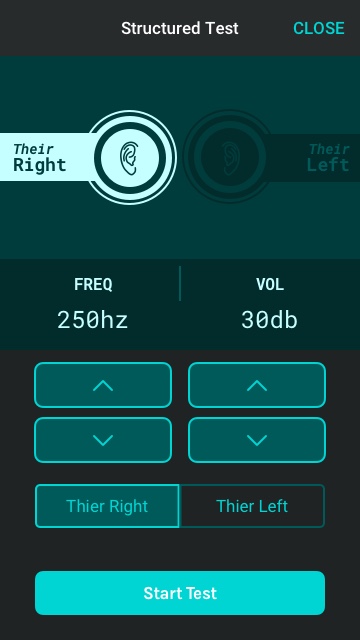 Structured Test
CLOSE
Their
Right
Their
Left
FREQ
VOL
250hz
30db
Thier Right
Thier Left
Start Test